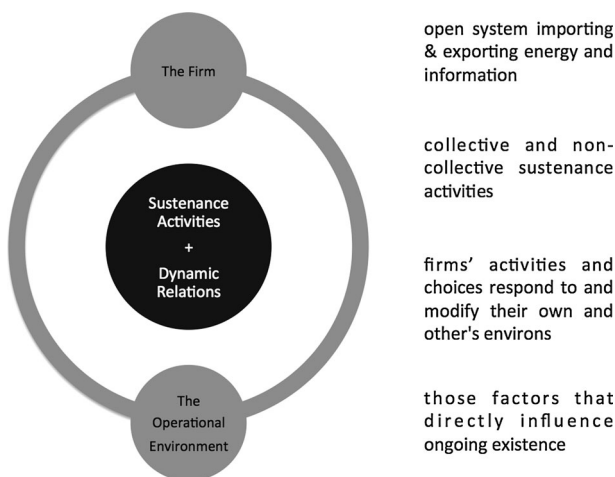 The Firm
open system importing
& exporting energy and
information
Sustenance
Activities
+
Dynamic
Relations
collective and non-
collective sustenance
activities
firms' activities and
choices respond to and
modify their own and
other's environs
The
Operational
Environment
those factors that
directly influence
ongoing existence